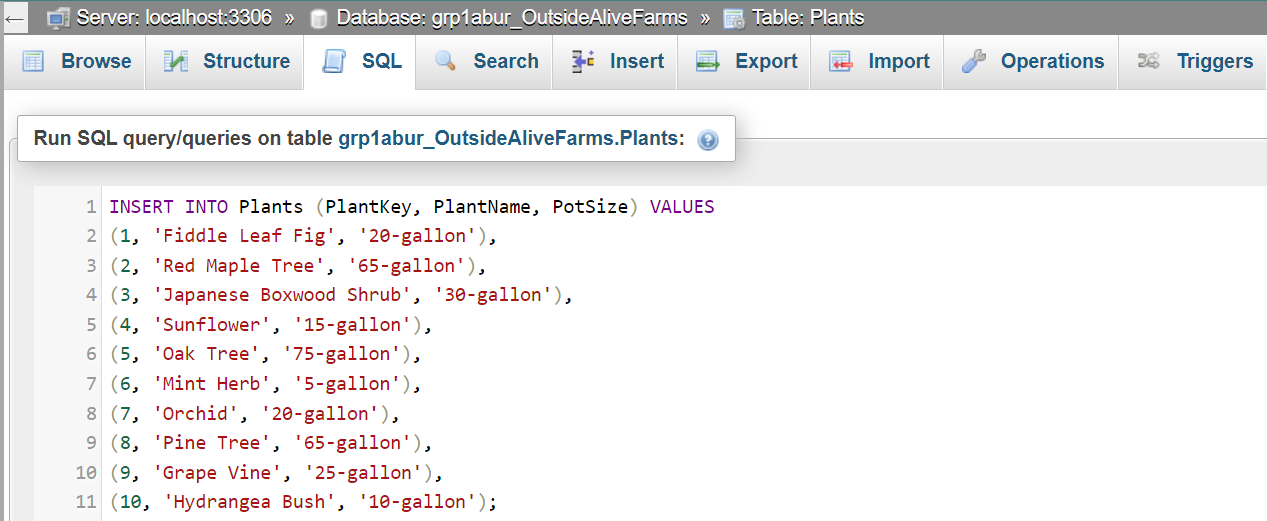 Server: localhost:3306 » Database: grp1abur_OutsideAliveFarms » Table: Plants
Browse Structure SQL Search Insert Export Import Operations Triggers
Run SQL query/queries on table grp1abur_OutsideAliveFarms.Plants:
1 INSERT INTO Plants (PlantKey, PlantName, PotSize) VALUES
2 (1, 'Fiddle Leaf Fig', '20-gallon'),
3 (2, 'Red Maple Tree', '65-gallon'),
4 (3, 'Japanese Boxwood Shrub', '30-gallon'),
5 (4, 'Sunflower', '15-gallon'),
6 (5, 'Oak Tree', '75-gallon'),
7 (6, 'Mint Herb', '5-gallon'),
8 (7, 'Orchid', '20-gallon'),
9 (8, 'Pine Tree', '65-gallon'),
10 (9, 'Grape Vine', '25-gallon'),
11 (10, 'Hydrangea Bush', '10-gallon');